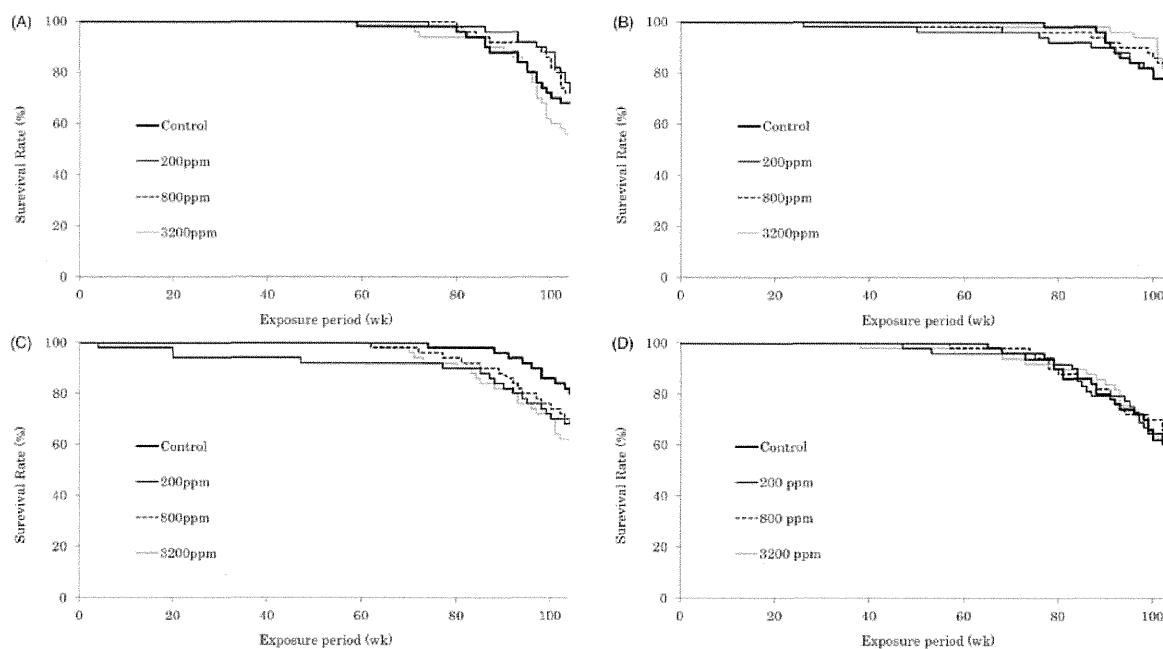 (A)
100
80
60
40
20
0
Surevival Rate (%)
Control
200ppm
800ppm
3200ppm
0 20 40 60 80 100
Exposure period (wk)
(B)
100
80
60
40
20
0
Surevival Rate (%)
Control
200ppm
800ppm
3200ppm
0 20 40 60 80 100
Exposure period (wk)
(C)
100
80
60
40
20
0
Surevival Rate (%)
Control
200ppm
800ppm
3200ppm
0 20 40 60 80 100
Exposure period (wk)
(D)
100
80
60
40
20
0
Surevival Rate (%)
Control
200 ppm
800 ppm
3200 ppm
0 20 40 60 80 100
Exposure period (wk)